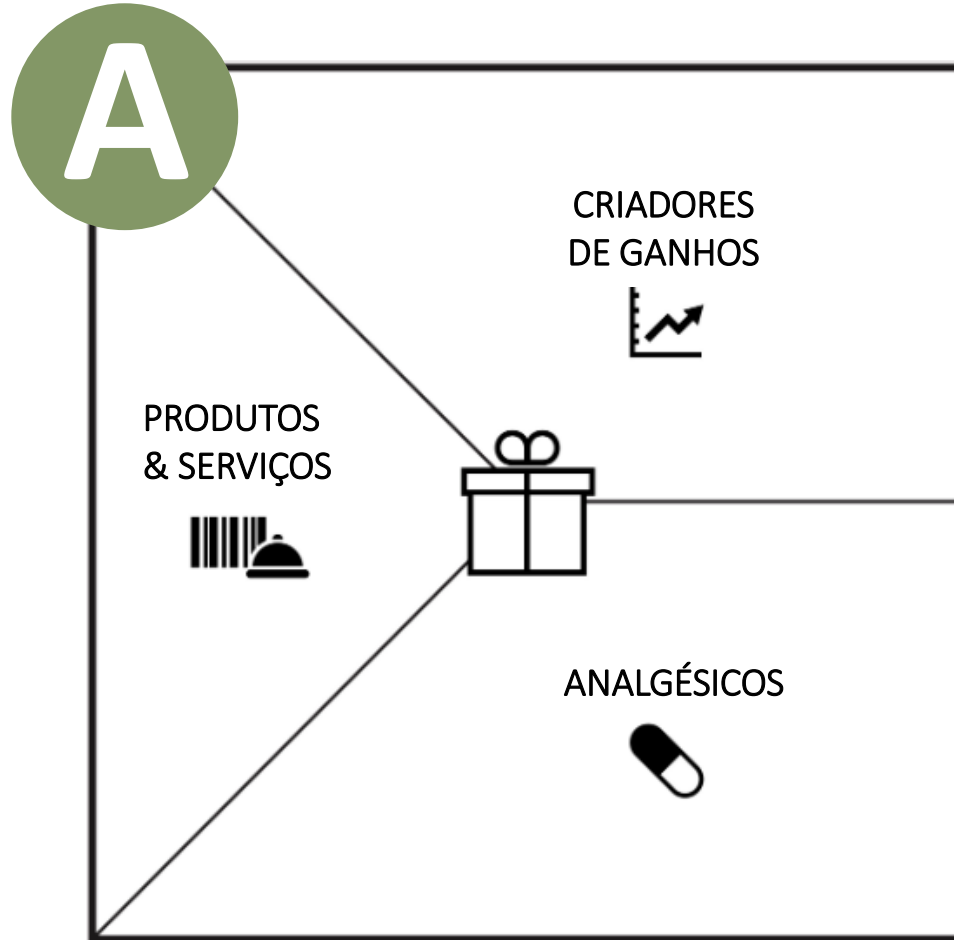 A
CRIADORES
DE GANHOS
PRODUTOS
& SERVIÇOS
ANALGÉSICOS